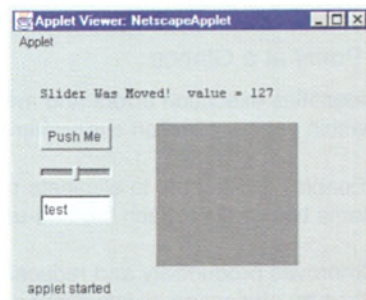 Applet Viewer: NetscapeApplet
Applet
Slider Was Moved! value = 127
Push Me
test
applet started